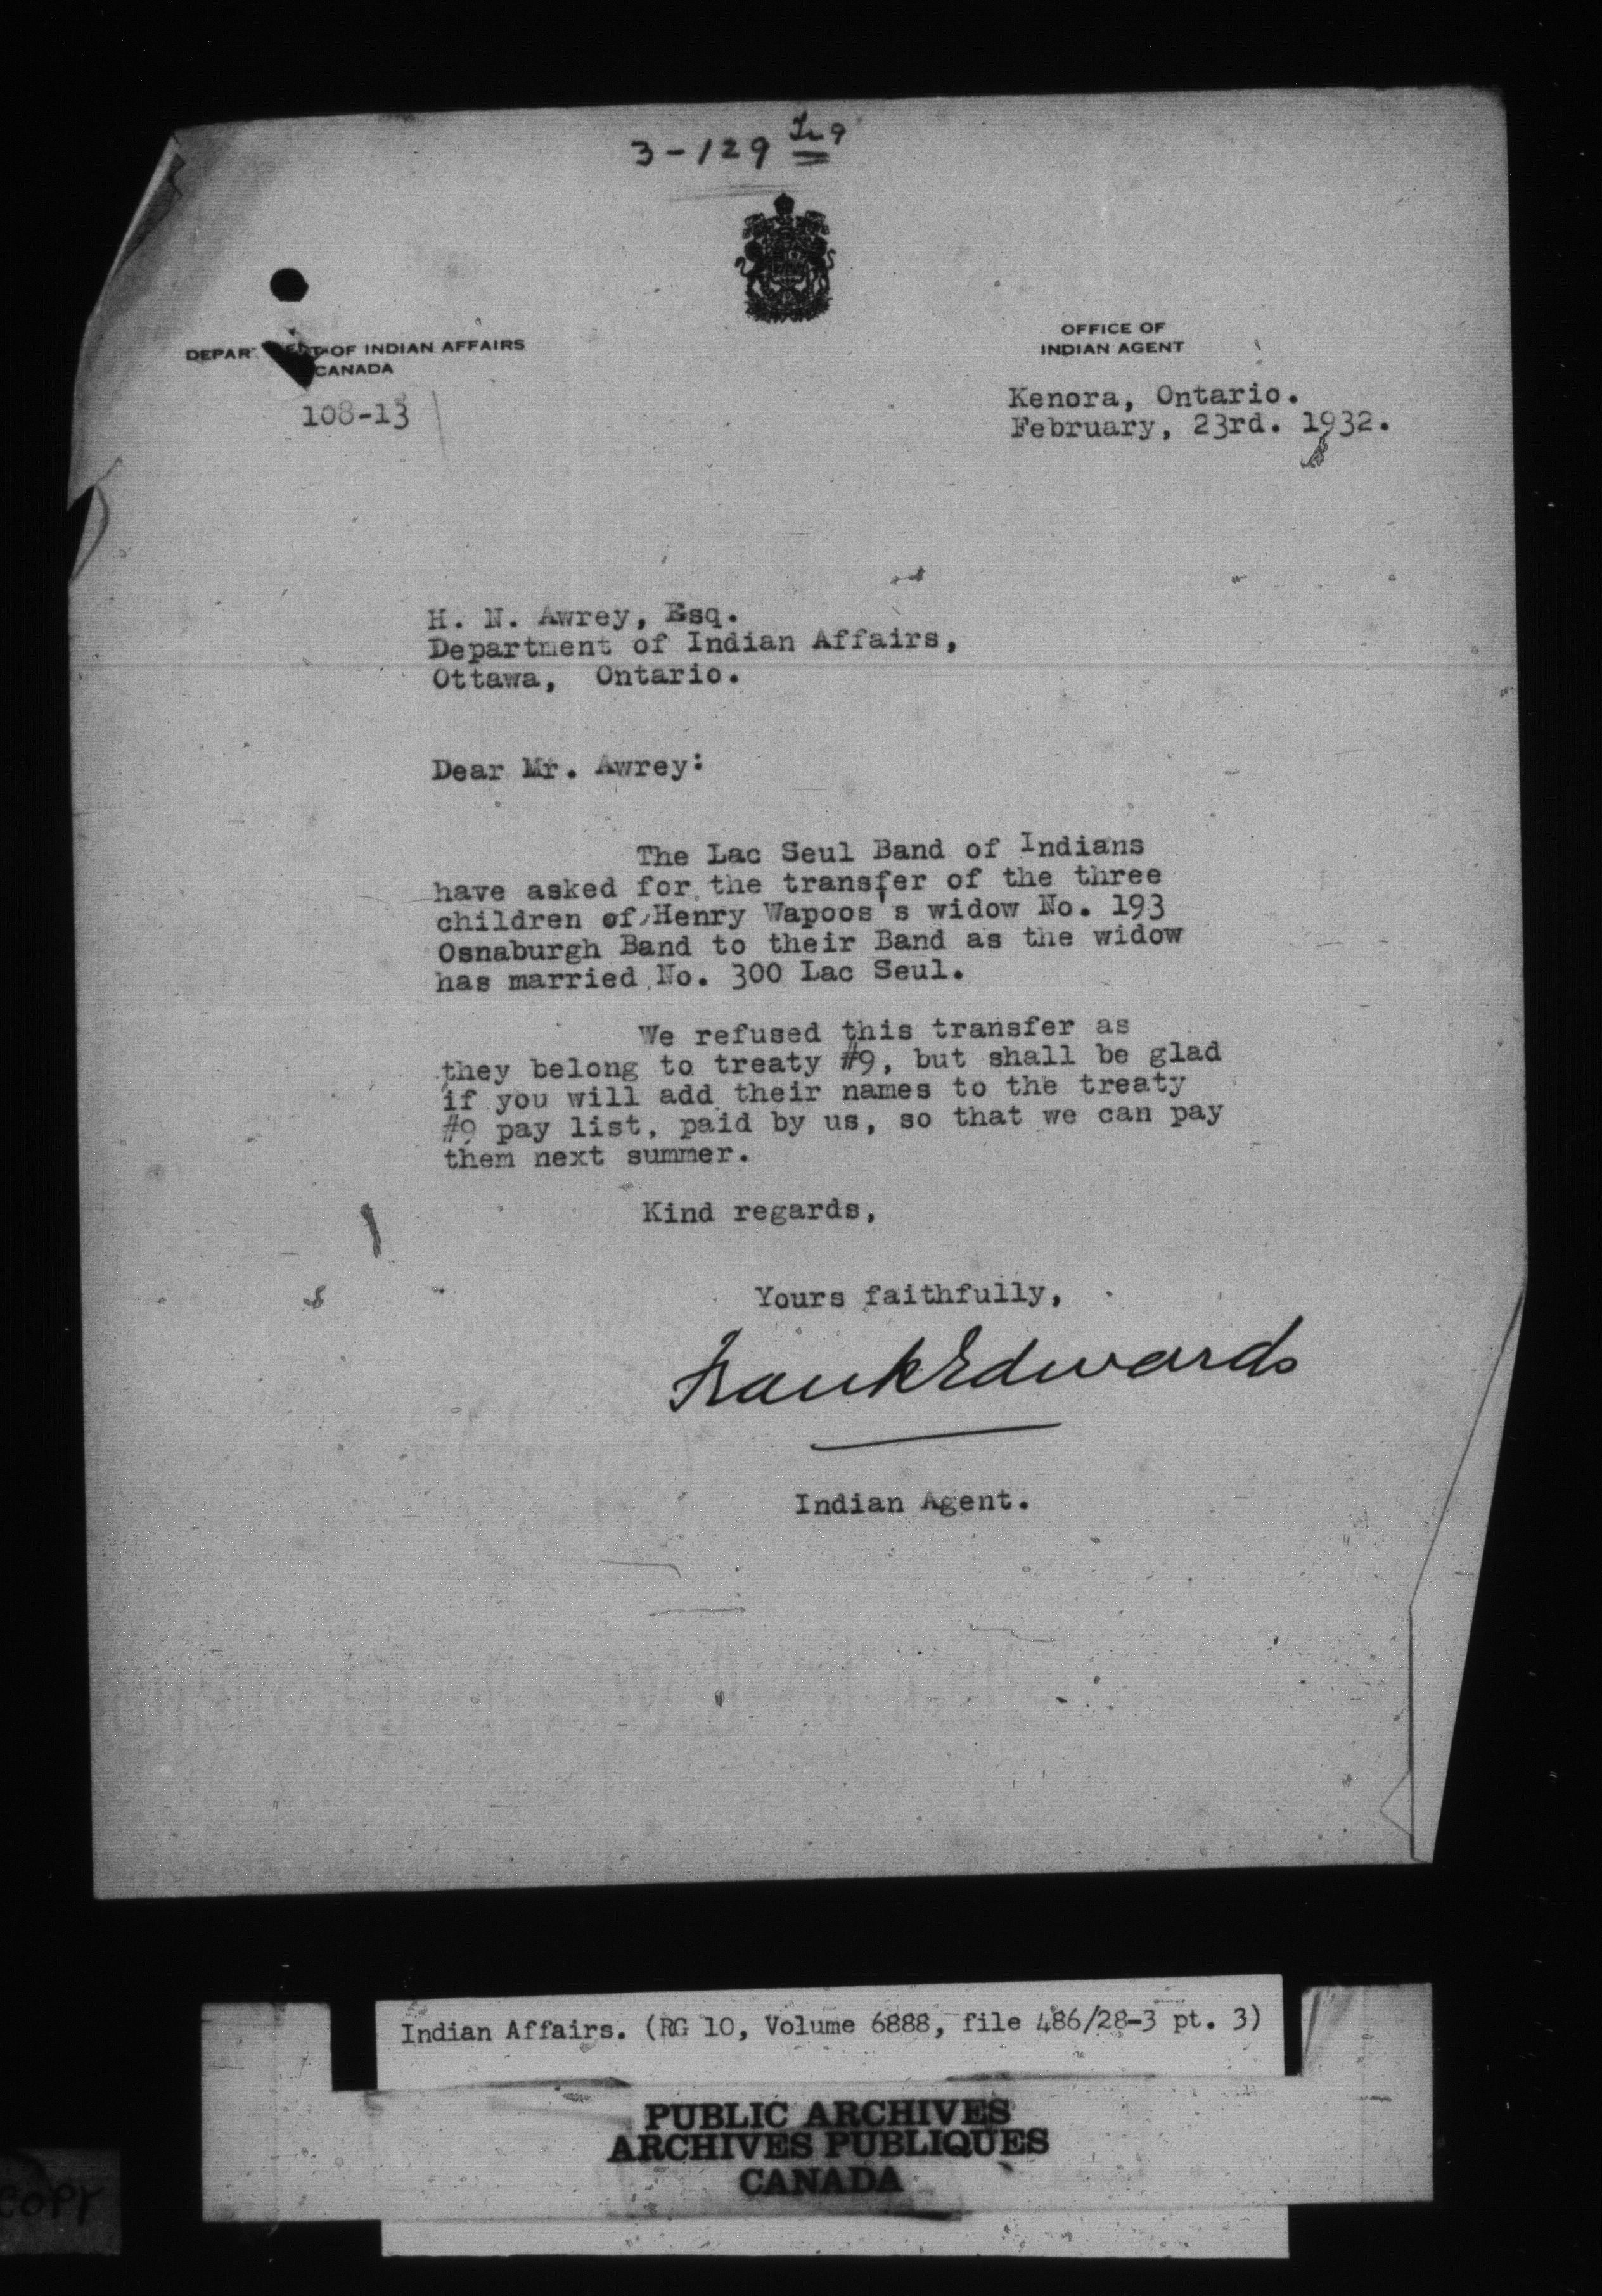 3-129 Tr 9
DEPARTMENT OF INDIAN AFFAIRS
CANADA
OFFICE OF
INDIAN AGENT
108-13
Kenora, Ontario.
February, 23rd. 1932.
H. N. Awrey, Esq.
Department of Indian Affairs,
Ottawa, Ontario.
Dear Mr. Awrey:
The Lac Seul Band of Indians
have asked for the transfer of the three
children of Henry Wapoos's widow No. 193
Osnaburgh Band to their Band as the widow
has married No. 300 Lac Seul.
We refused this transfer as
they belong to treaty #9, but shall be glad
if you will add their names to the treaty
#9 pay list, paid by us, so that we can pay
them next summer.
Kind regards,
Yours faithfully,
Frank Edwards
Indian Agent.
Indian Affairs. (RG 10, Volume 6888, file 486/28-3 pt. 3)
PUBLIC ARCHIVES
ARCHIVES PUBLIQUES
CANADA
COPY